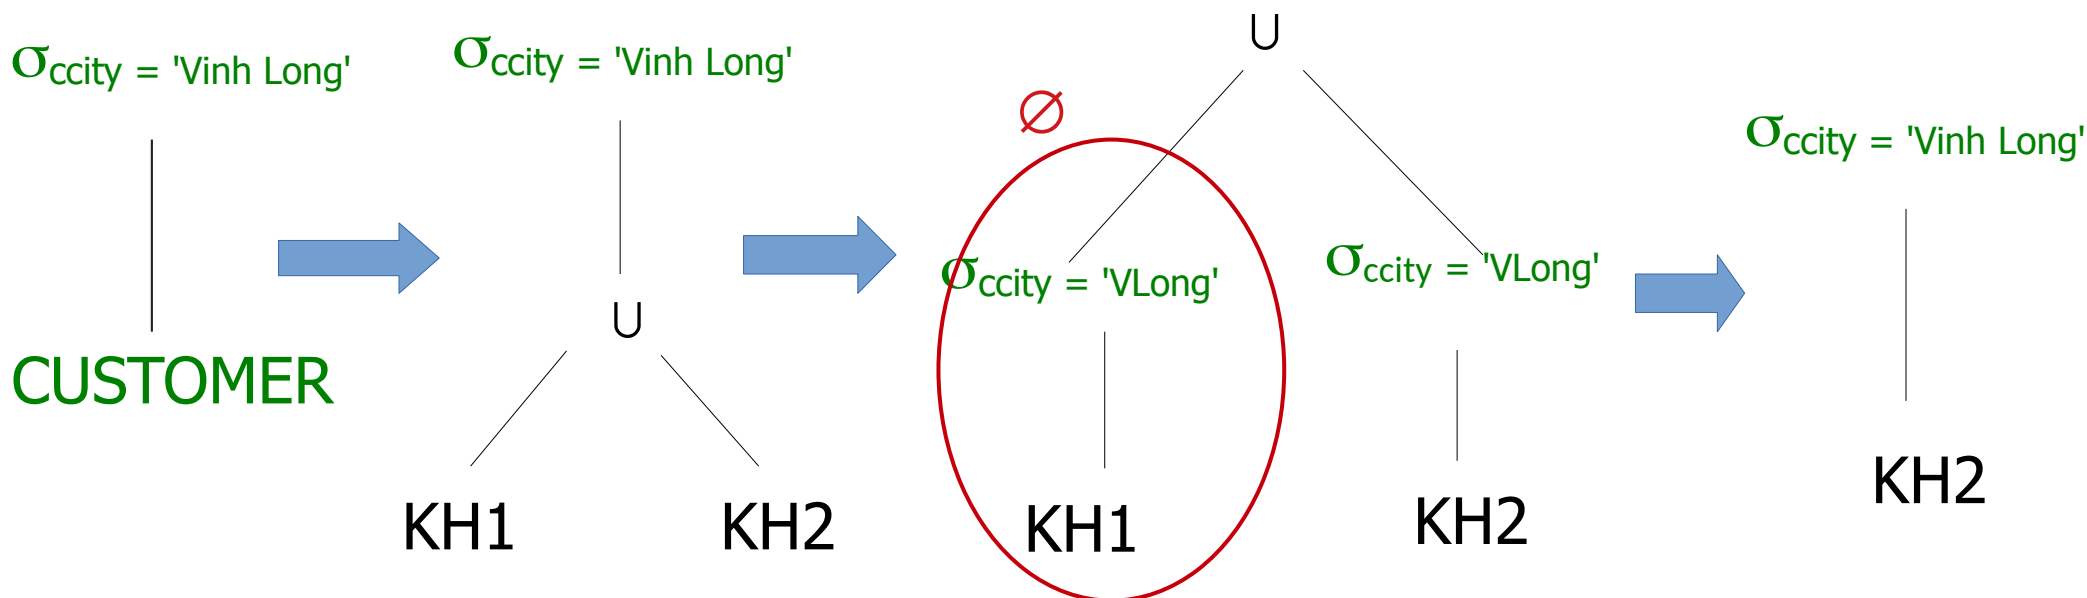 σccity = 'Vinh Long'
CUSTOMER
σccity = 'Vinh Long'
∪
KH1 KH2
∪
∅
σccity = 'VLong' σccity = 'VLong'
KH1 KH2
σccity = 'Vinh Long'
KH2